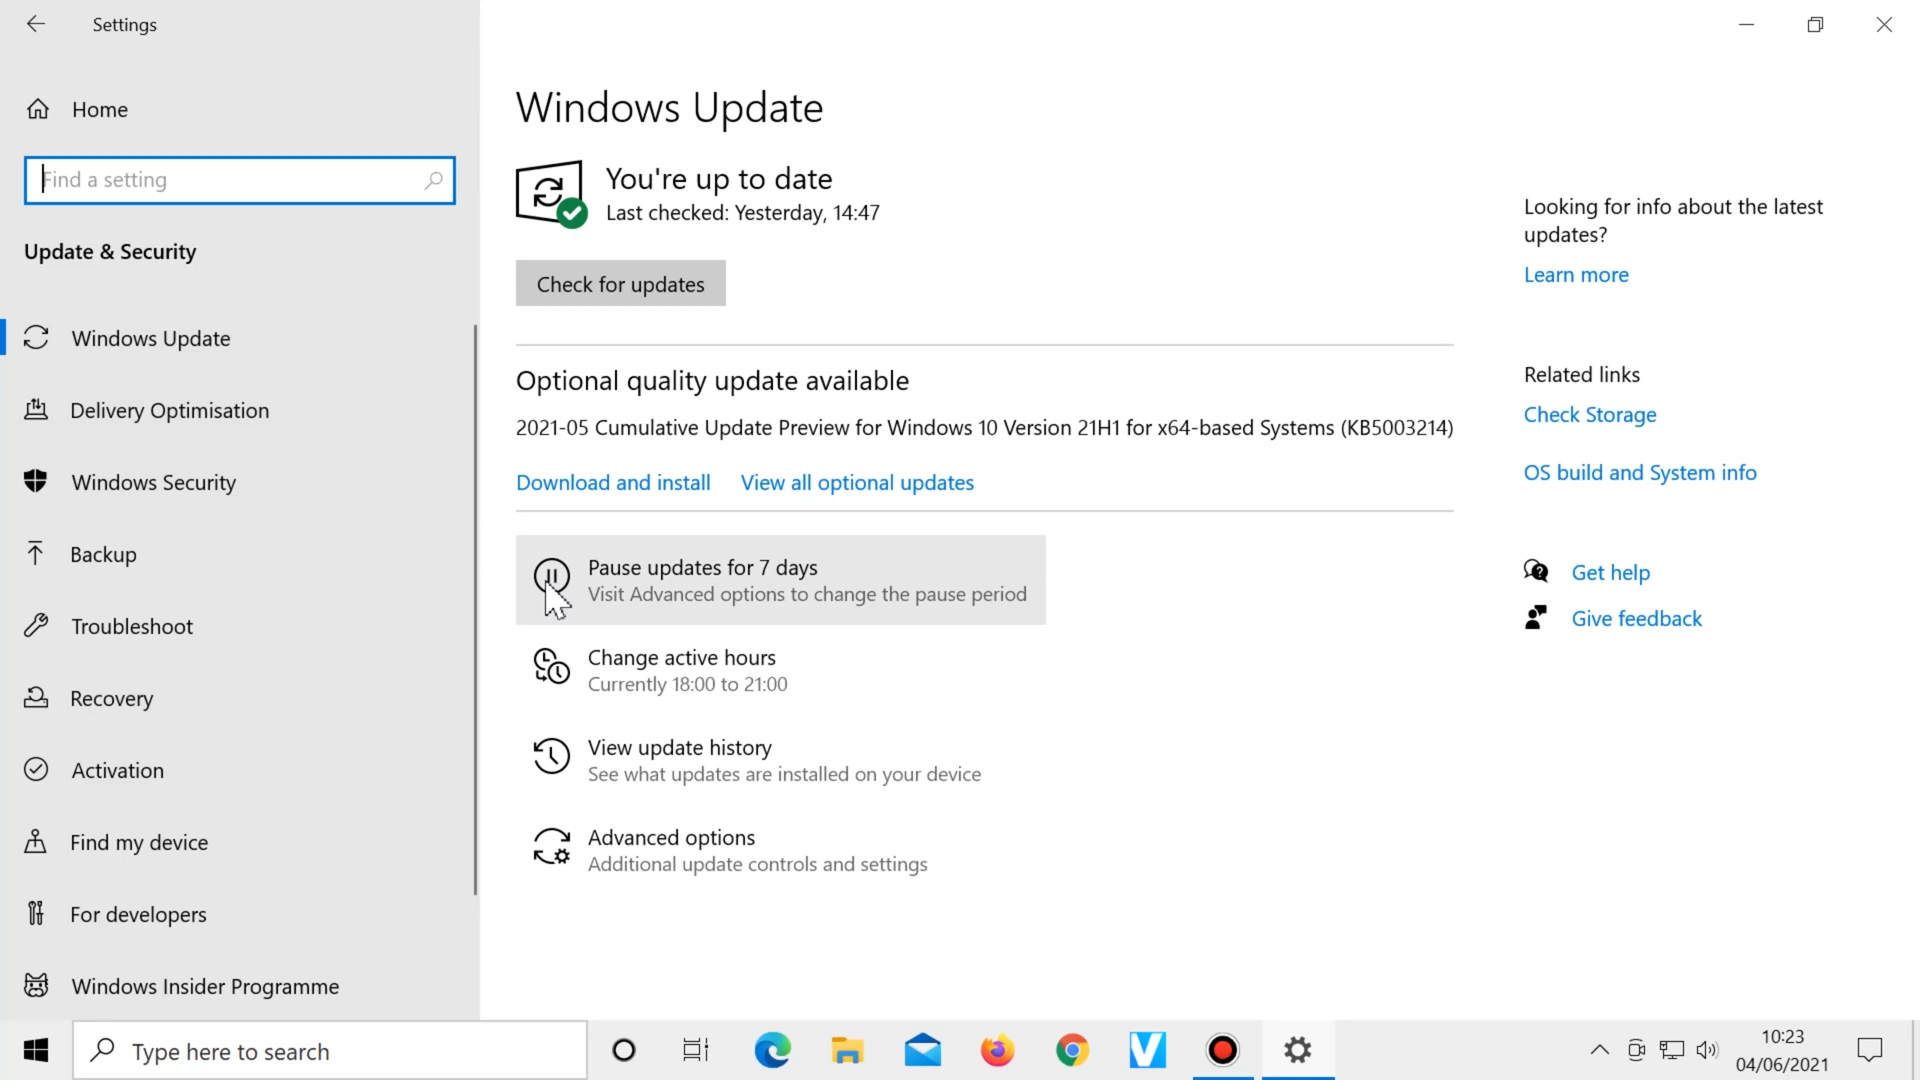 Settings
Home
Find a setting
Update & Security
Windows Update
Delivery Optimisation
Windows Security
Backup
Troubleshoot
Recovery
Activation
Find my device
For developers
Windows Insider Programme
Windows Update
You're up to date
Last checked: Yesterday, 14:47
Check for updates
Optional quality update available
2021-05 Cumulative Update Preview for Windows 10 Version 21H1 for x64-based Systems (KB5003214)
Download and install View all optional updates
Pause updates for 7 days
Visit Advanced options to change the pause period
Change active hours
Currently 18:00 to 21:00
View update history
See what updates are installed on your device
Advanced options
Additional update controls and settings
Looking for info about the latest
updates?
Learn more
Related links
Check Storage
OS build and System info
Get help
Give feedback
Type here to search
10:23
04/06/2021